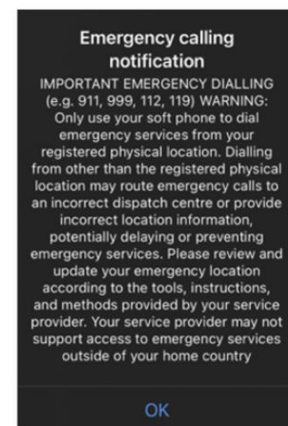 Emergency calling
notification
IMPORTANT EMERGENCY DIALLING
(e.g. 911, 999, 112, 119) WARNING:
Only use your soft phone to dial
emergency services from your
registered physical location. Dialling
from other than the registered physical
location may route emergency calls to
an incorrect dispatch centre or provide
incorrect location information,
potentially delaying or preventing
emergency services. Please review and
update your emergency location
according to the tools, instructions,
and methods provided by your service
provider. Your service provider may not
support access to emergency services
outside of your home country
OK